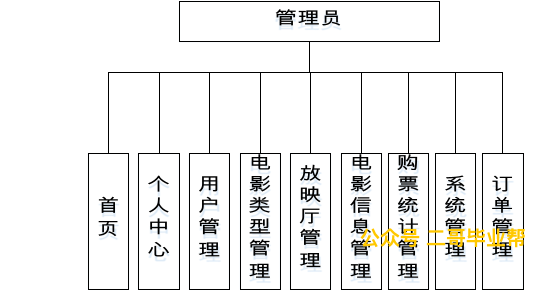 管理员
首页
个人中心
用户管理
电影类型管理
放映厅管理
电影信息管理
购票统计管理
系统管理
订单管理
公众号 二哥毕业帮